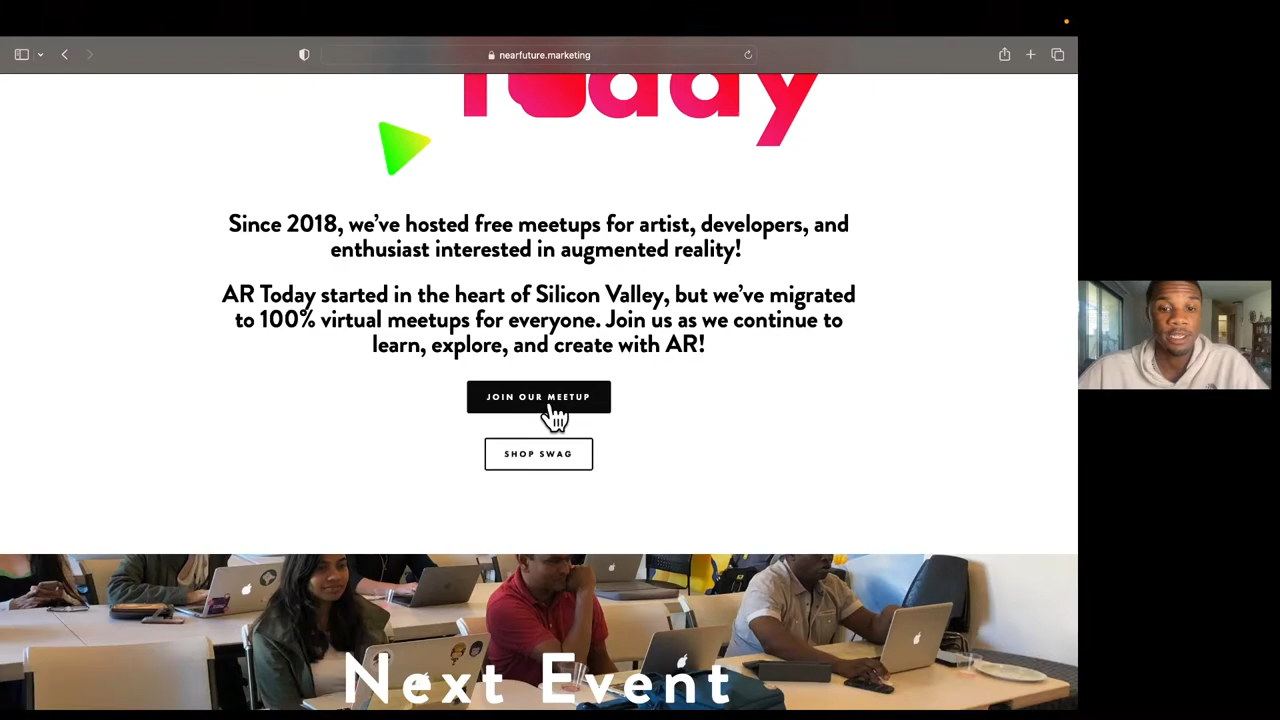 nearfuture.marketing
Today
Since 2018, we've hosted free meetups for artist, developers, and
enthusiast interested in augmented reality!
AR Today started in the heart of Silicon Valley, but we've migrated
to 100% virtual meetups for everyone. Join us as we continue to
learn, explore, and create with AR!
JOIN OUR MEETUP
SHOP SWAG
Next Event